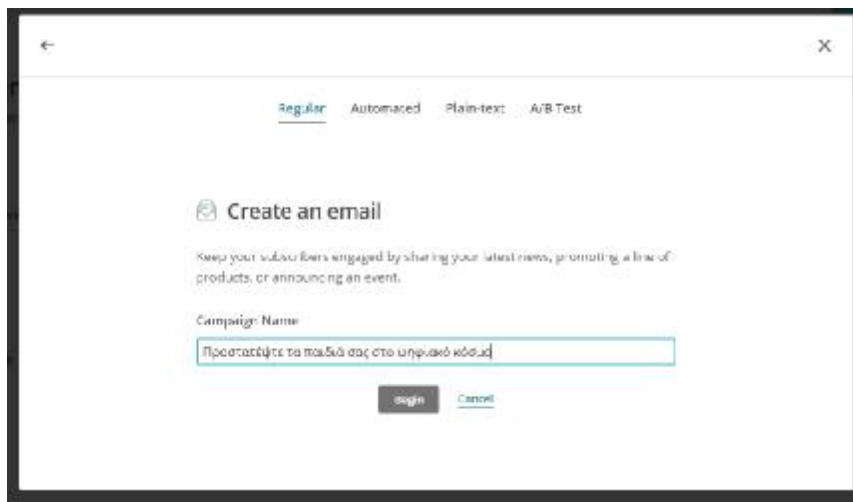 Regular Automated Plain-text A/B Test
Create an email
Keep your subscribers engaged by sharing your latest news, promoting a line of
products, or announcing an event.
Campaign Name
Προστατέψτε τα παιδιά σας στο ψηφιακό κόσμο
Begin Cancel